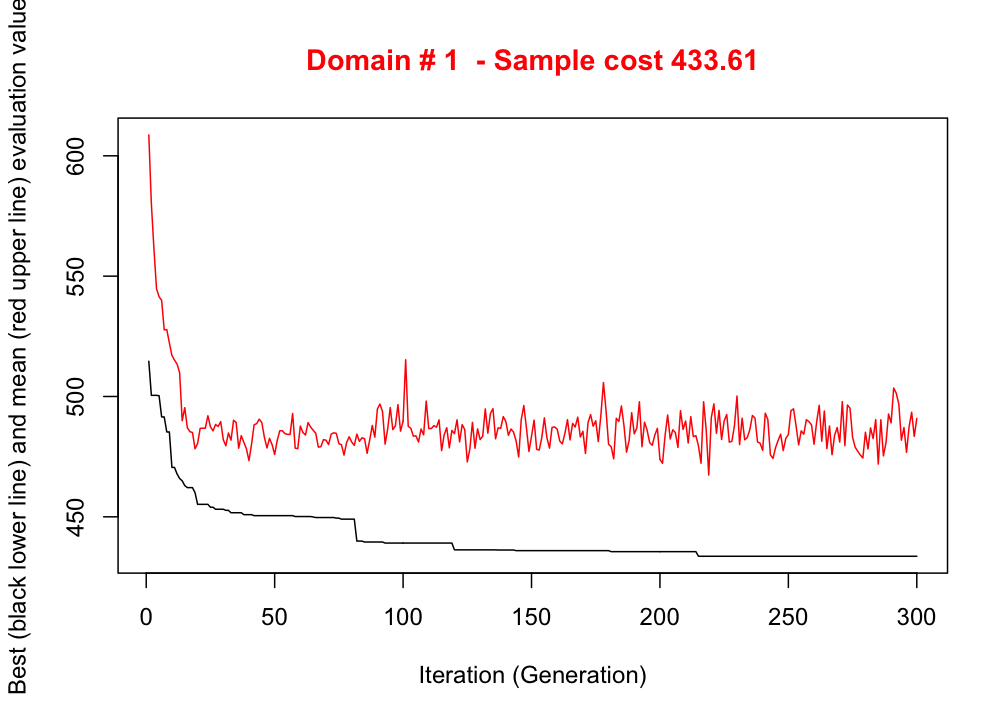 Domain # 1  - Sample cost 433.61
Best (black lower line) and mean (red upper line) evaluation value
600
550
500
450
0 50 100 150 200 250 300
Iteration (Generation)